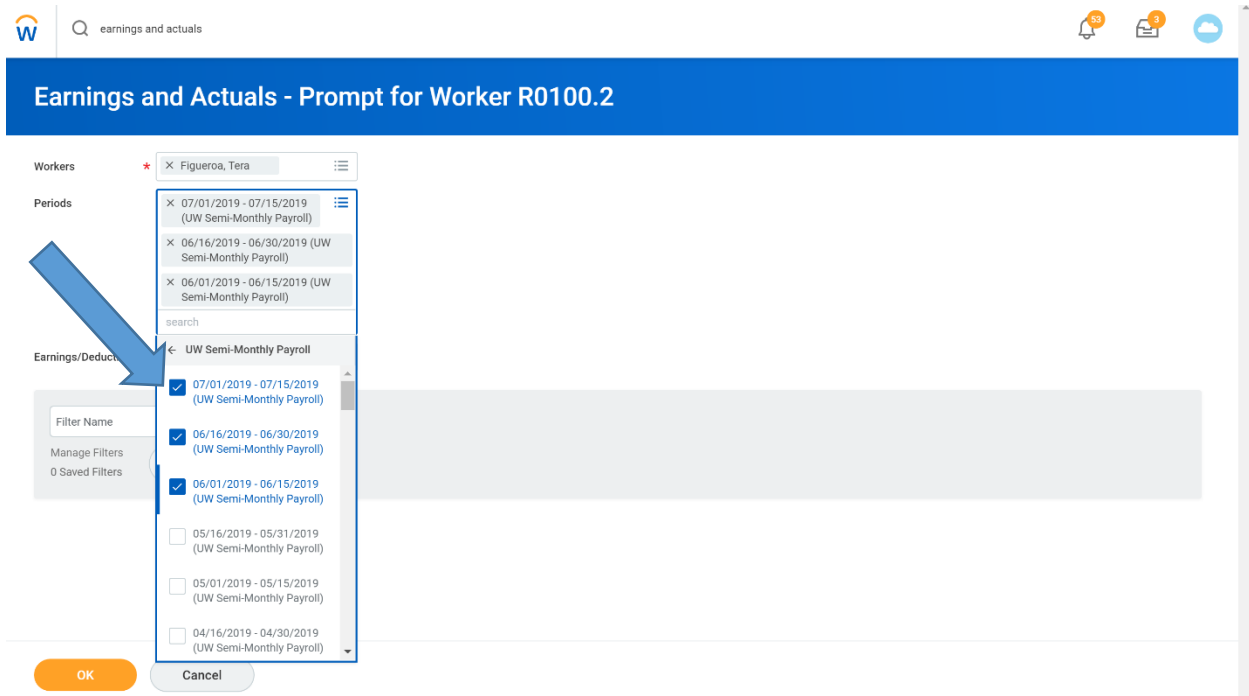 W
earnings and actuals
53
3
Earnings and Actuals - Prompt for Worker R0100.2
Workers
*
× Figueroa, Tera
Periods
× 07/01/2019 - 07/15/2019
(UW Semi-Monthly Payroll)
× 06/16/2019 - 06/30/2019 (UW
Semi-Monthly Payroll)
× 06/01/2019 - 06/15/2019 (UW
Semi-Monthly Payroll)
search
Earnings/Deduct
← UW Semi-Monthly Payroll
07/01/2019 - 07/15/2019
(UW Semi-Monthly Payroll)
06/16/2019 - 06/30/2019
(UW Semi-Monthly Payroll)
06/01/2019 - 06/15/2019
(UW Semi-Monthly Payroll)
05/16/2019 - 05/31/2019
(UW Semi-Monthly Payroll)
05/01/2019 - 05/15/2019
(UW Semi-Monthly Payroll)
04/16/2019 - 04/30/2019
(UW Semi-Monthly Payroll)
Filter Name
Manage Filters
0 Saved Filters
OK
Cancel